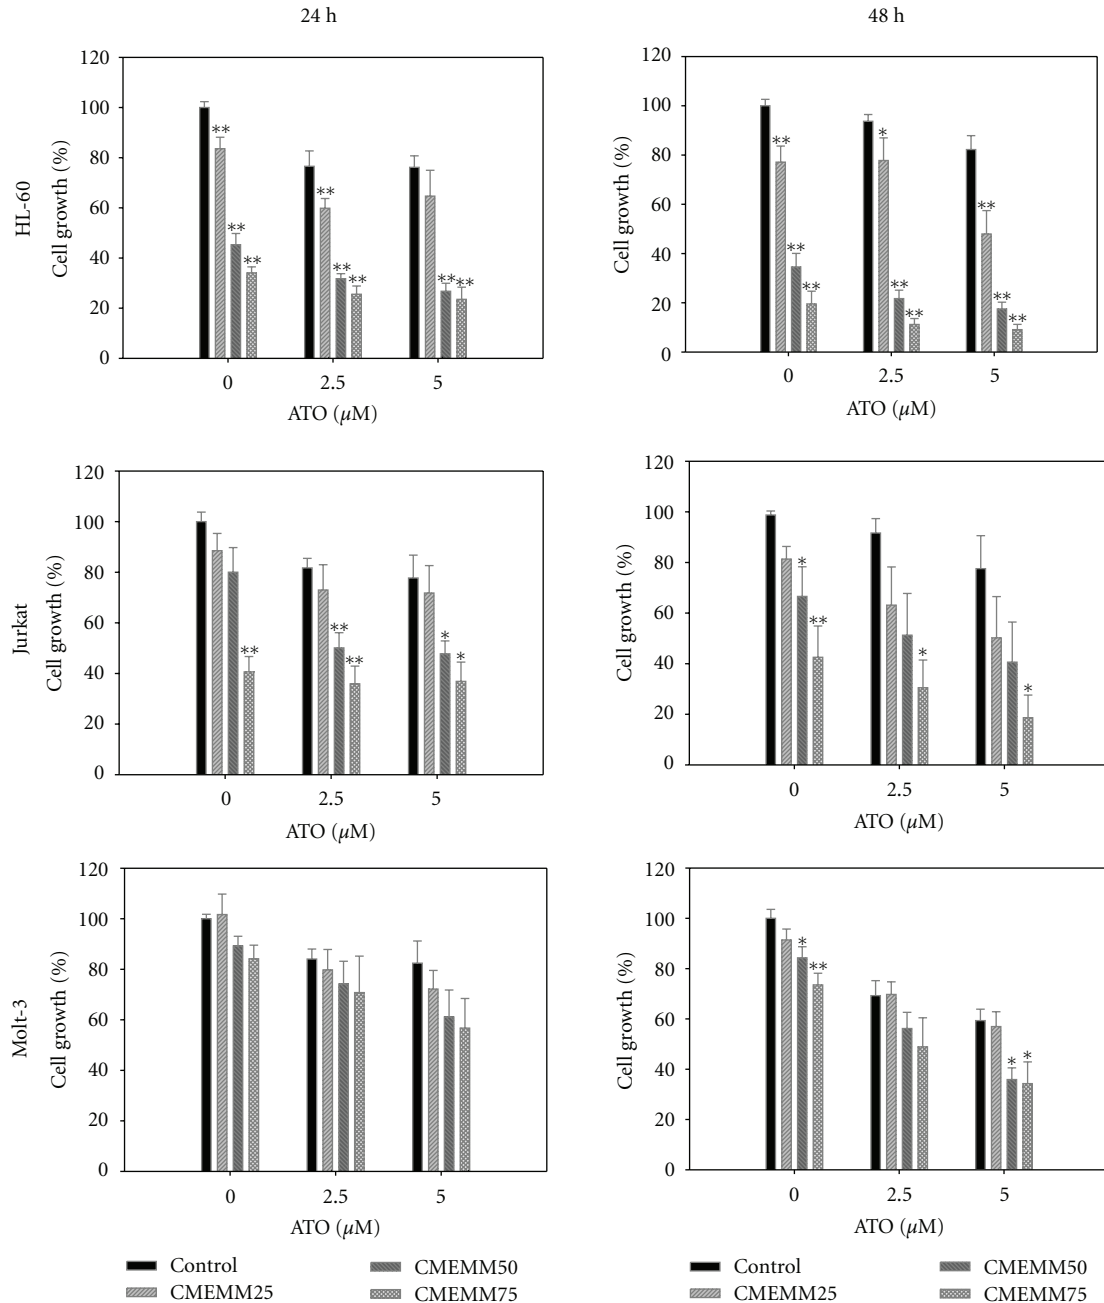 24 h
48 h
HL-60
Cell growth (%)
120
100
80
60
40
20
0
** ** **
** ** **
** **
0 2.5 5
ATO (µM)
Cell growth (%)
120
100
80
60
40
20
0
** ** **
* ** **
** ** **
0 2.5 5
ATO (µM)
Jurkat
Cell growth (%)
120
100
80
60
40
20
0
**
** **
* *
0 2.5 5
ATO (µM)
Cell growth (%)
120
100
80
60
40
20
0
* **
*
*
0 2.5 5
ATO (µM)
Molt-3
Cell growth (%)
120
100
80
60
40
20
0
0 2.5 5
ATO (µM)
Cell growth (%)
120
100
80
60
40
20
0
* **
* *
0 2.5 5
ATO (µM)
Control CMEMM50
CMEMM25 CMEMM75
Control CMEMM50
CMEMM25 CMEMM75